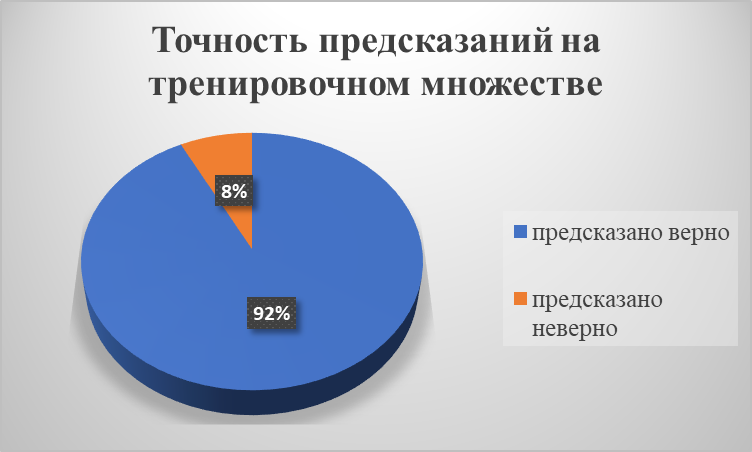 Точность предсказаний на
тренировочном множестве
8%
92%
предсказано верно
предсказано
неверно